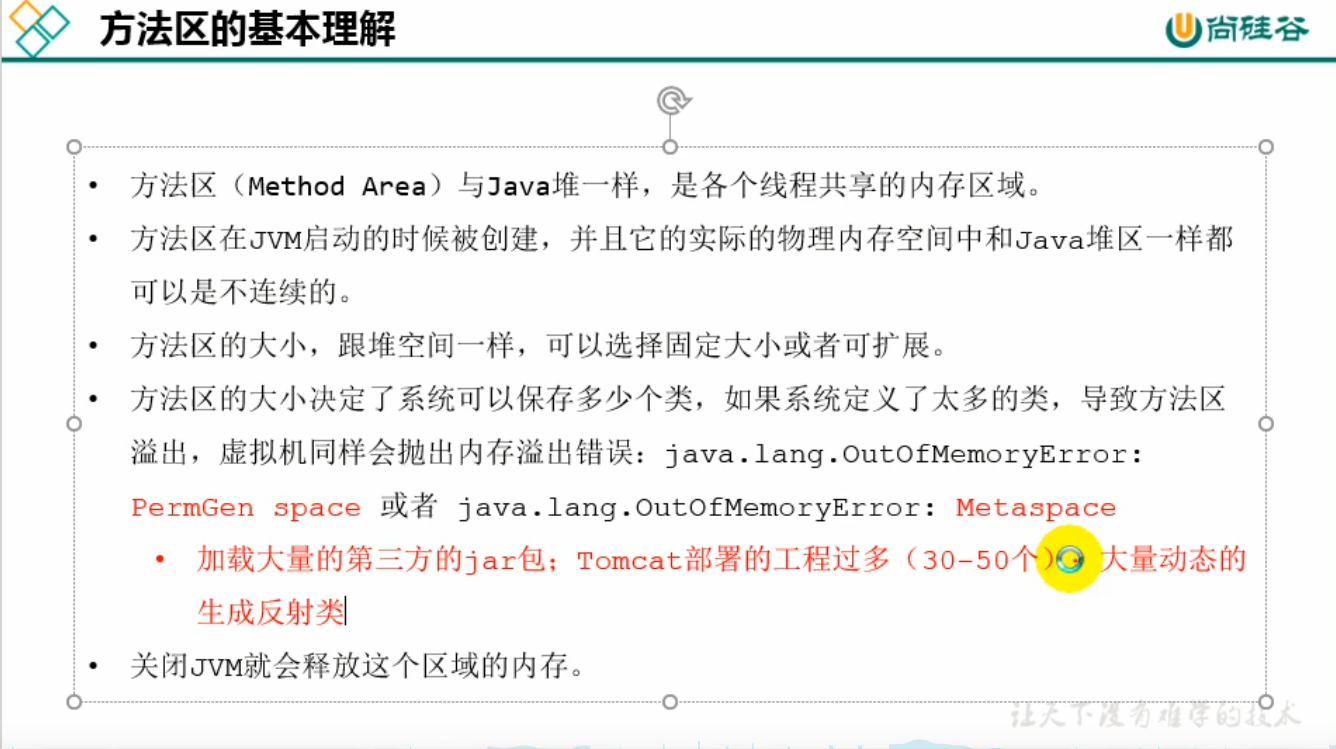 方法区的基本理解
尚硅谷
• 方法区（Method Area）与Java堆一样，是各个线程共享的内存区域。
• 方法区在JVM启动的时候被创建，并且它的实际的物理内存空间中和Java堆区一样都
可以是不连续的。
• 方法区的大小，跟堆空间一样，可以选择固定大小或者可扩展。
• 方法区的大小决定了系统可以保存多少个类，如果系统定义了太多的类，导致方法区
溢出，虚拟机同样会抛出内存溢出错误：java.lang.OutOfMemoryError:
PermGen space 或者 java.lang.OutOfMemoryError: Metaspace
• 加载大量的第三方的jar包；Tomcat部署的工程过多（30-50个） 大量动态的
生成反射类
• 关闭JVM就会释放这个区域的内存。
让天下没有难学的技术